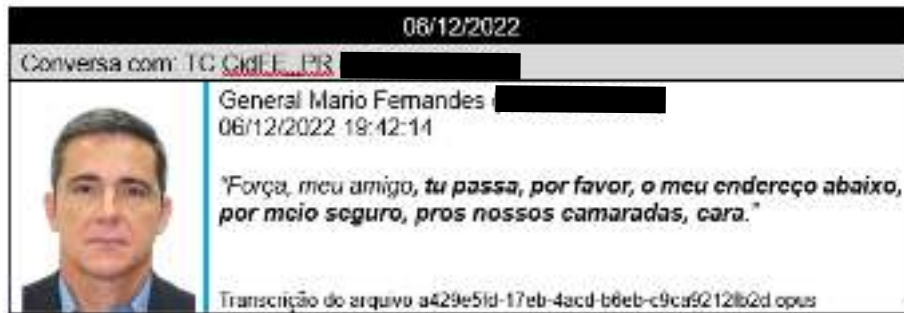 06/12/2022
Conversa com: TC CidFE_PR
General Mario Fernandes
06/12/2022 19:42:14
"Força, meu amigo, tu passa, por favor, o meu endereço abaixo,
por meio seguro, pros nossos camaradas, cara."
Transcrição do arquivo a429e5fd-17eb-4acd-b6eb-c9ca9212fb2d.opus